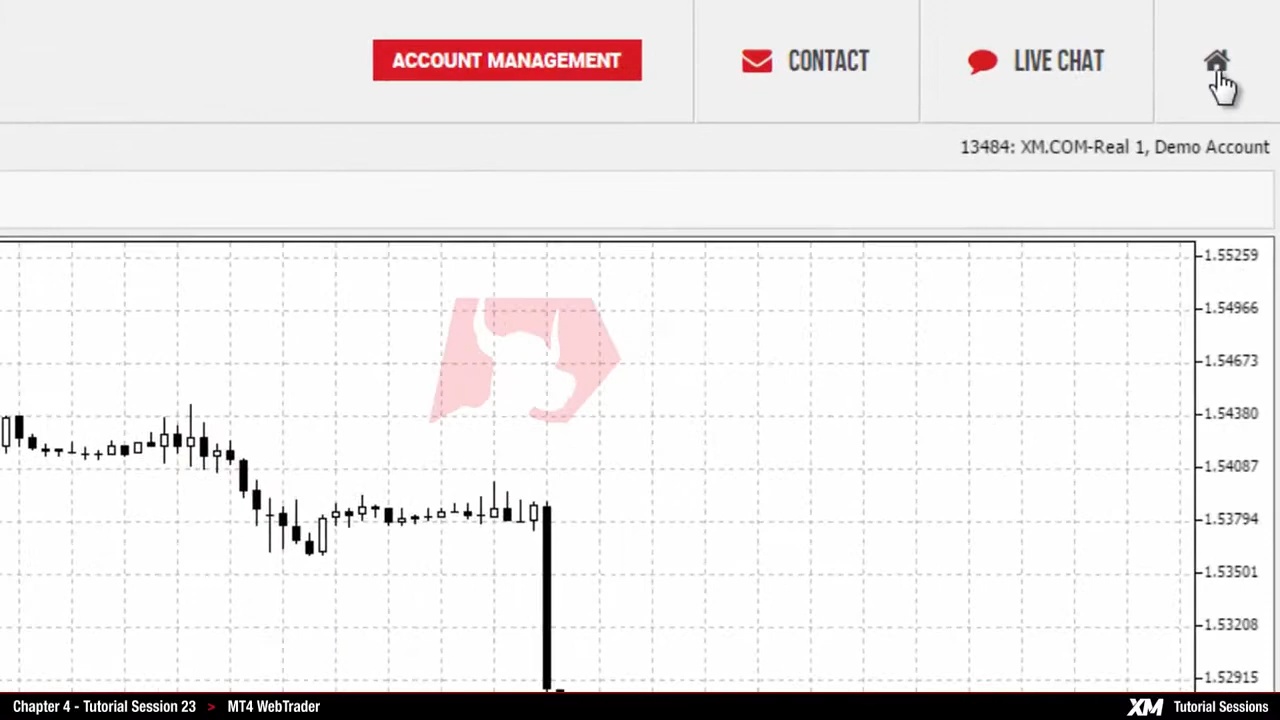 ACCOUNT MANAGEMENT
CONTACT
LIVE CHAT
13484: XM.COM-Real 1, Demo Account
1.55259
1.54966
1.54673
1.54380
1.54087
1.53794
1.53501
1.53208
1.52915
Chapter 4 - Tutorial Session 23 > MT4 WebTrader
XM Tutorial Sessions